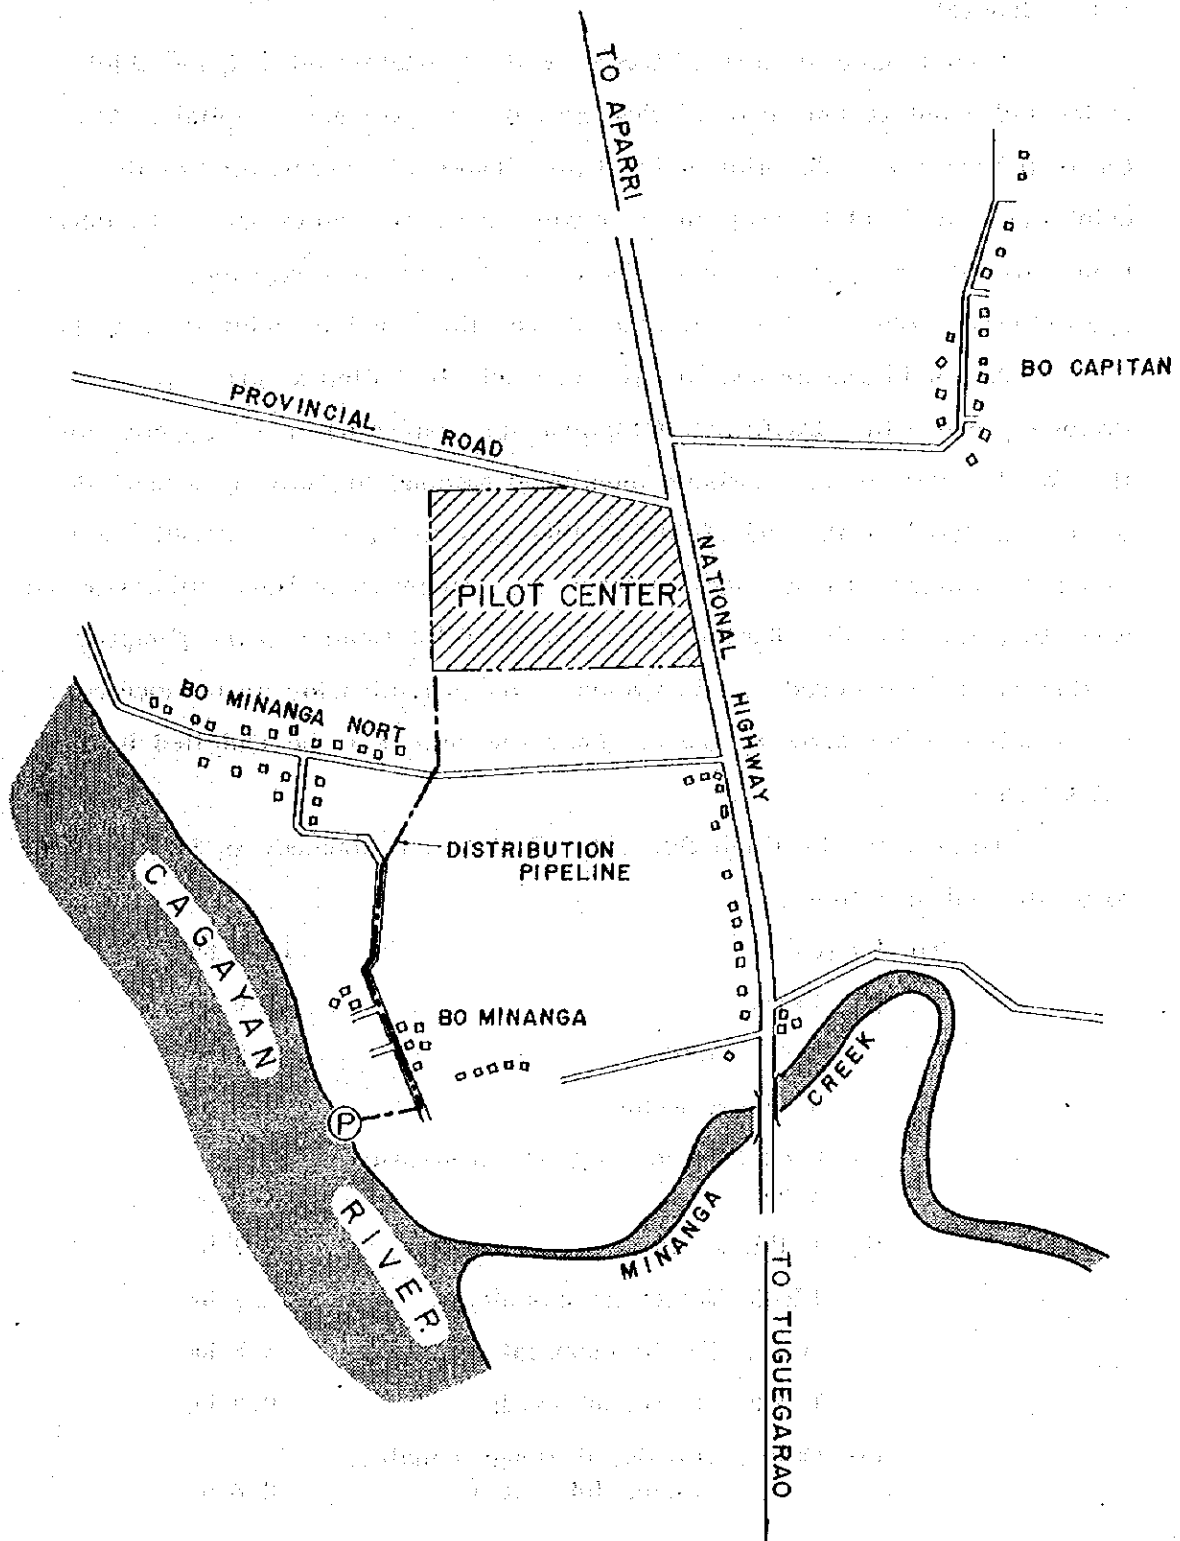 TO APARRI
BO CAPITAN
PROVINCIAL ROAD
NATIONAL HIGHWAY
PILOT CENTER
BO MINANGA NORT
DISTRIBUTION
PIPELINE
CAGAYAN RIVER.
BO MINANGA
P
MINANGA CREEK
TO TUGUEGARAO